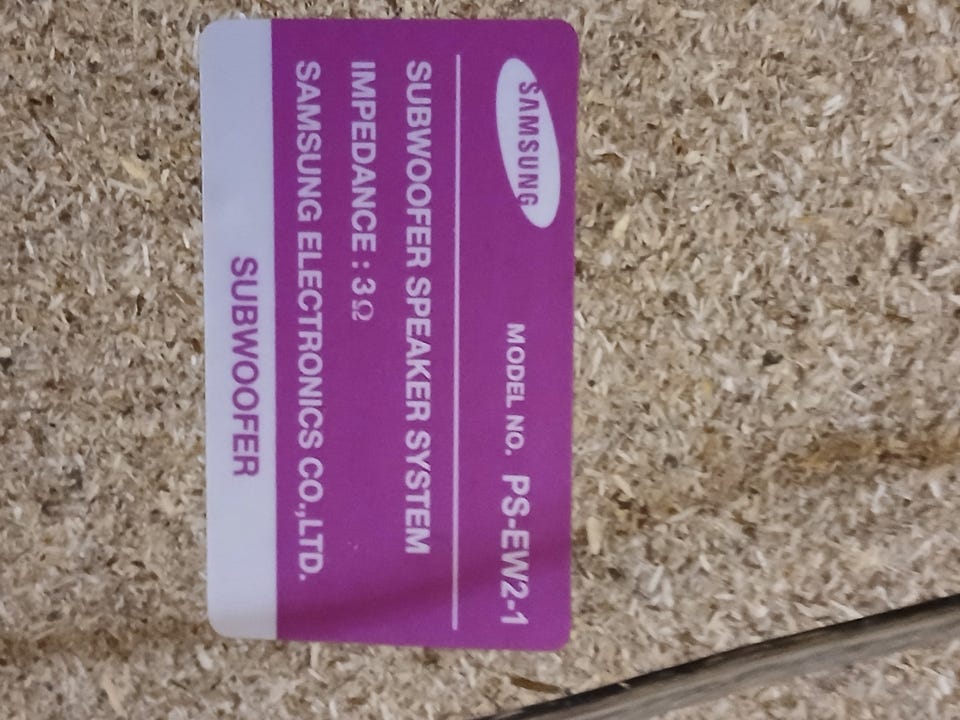 SAMSUNG
MODEL NO. PS-EW2-1
SUBWOOFER SPEAKER SYSTEM
IMPEDANCE : 3Ω
SAMSUNG ELECTRONICS CO.,LTD.
SUBWOOFER